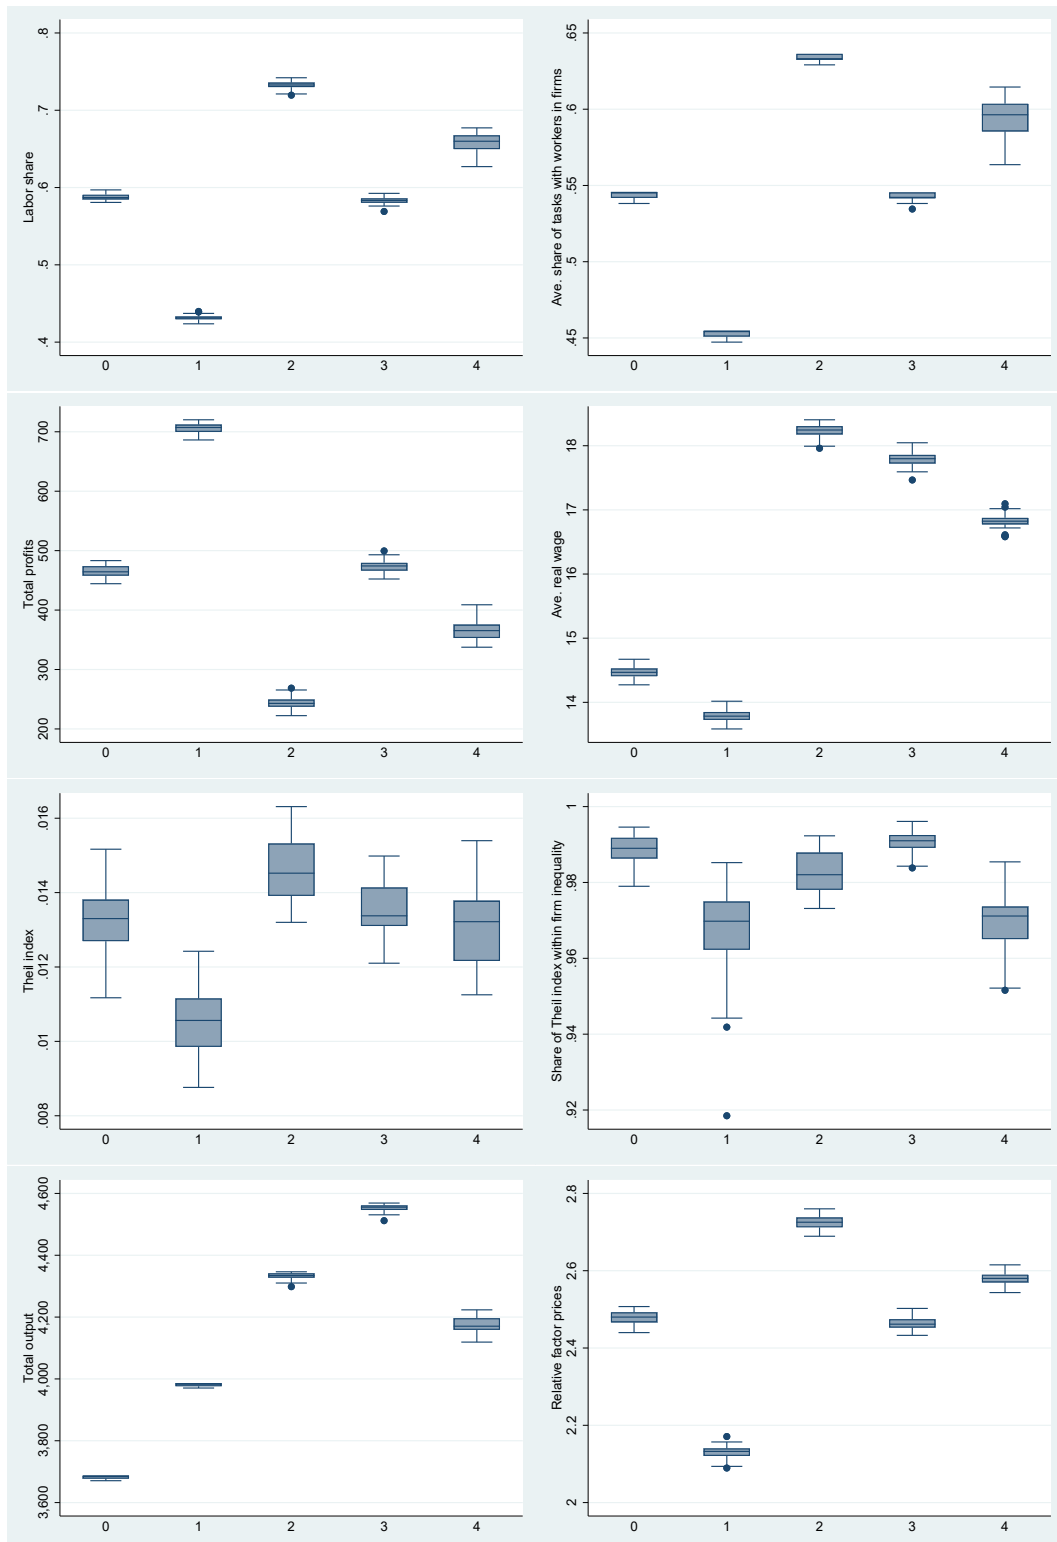 Labor share
.8
.7
.6
.5
.4
0 1 2 3 4
Ave. share of tasks with workers in firms
.65
.6
.55
.5
.45
0 1 2 3 4
Total profits
700
600
500
400
300
200
0 1 2 3 4
Ave. real wage
18
17
16
15
14
0 1 2 3 4
Theil index
.016
.014
.012
.01
.008
0 1 2 3 4
Share of Theil index within firm inequality
1
.98
.96
.94
.92
0 1 2 3 4
Total output
4,600
4,400
4,200
4,000
3,800
3,600
0 1 2 3 4
Relative factor prices
2.8
2.6
2.4
2.2
2
0 1 2 3 4